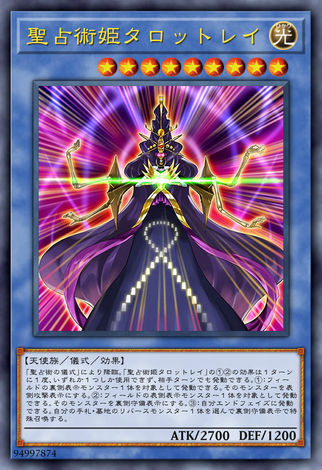 聖占術姫タロットレイ
光
【天使族／儀式／効果】
「聖占の儀式」により降臨。「聖占術姫タロットレイ」の①②の効果は１ターン
に１度、いずれか１つしか使用できず、相手ターンでも発動できる。①：フィー
ルドの裏側表示モンスターを任意の数だけ対象として発動できる。そのモンスターを表
側攻撃表示にする。②：フィールドの表側表示モンスター１体を対象として発動
できる。そのモンスターを裏側守備表示にする。③：自分エンドフェイズに発動で
きる。自分の手札・墓地のリバースモンスター１体を選んで裏側守備表示で特
殊召喚する。
ATK/2700 DEF/1200
94997874